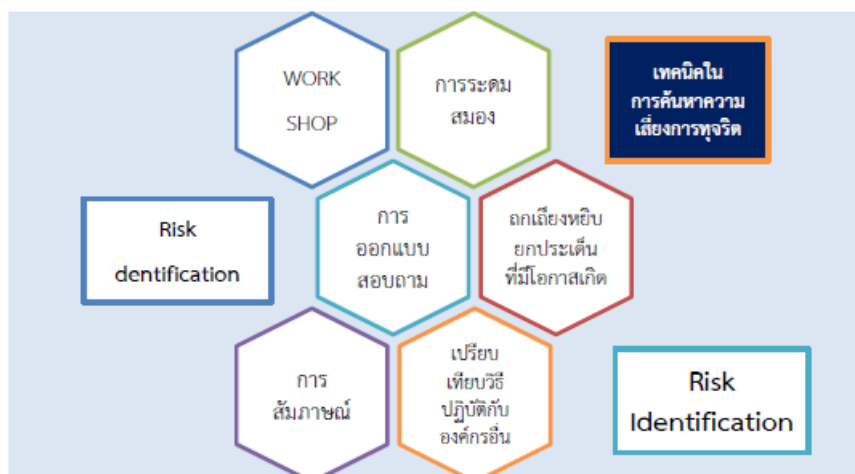 WORK
SHOP
การระดม
สมอง
เทคนิคใน
การค้นหาความ
เสี่ยงการทุจริต
Risk
dentification
การ
ออกแบบ
สอบถาม
ถกเถียงหยิบ
ยกประเด็น
ที่มีโอกาสเกิด
การ
สัมภาษณ์
เปรียบ
เทียบวิธี
ปฏิบัติกับ
องค์กรอื่น
Risk
Identification